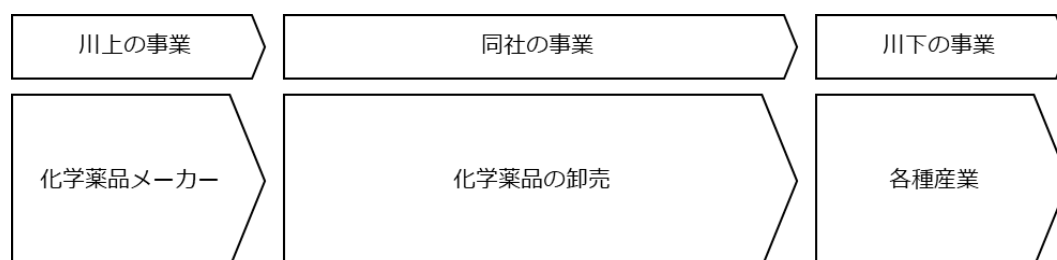 川上の事業
同社の事業
川下の事業
化学薬品メーカー
化学薬品の卸売
各種産業